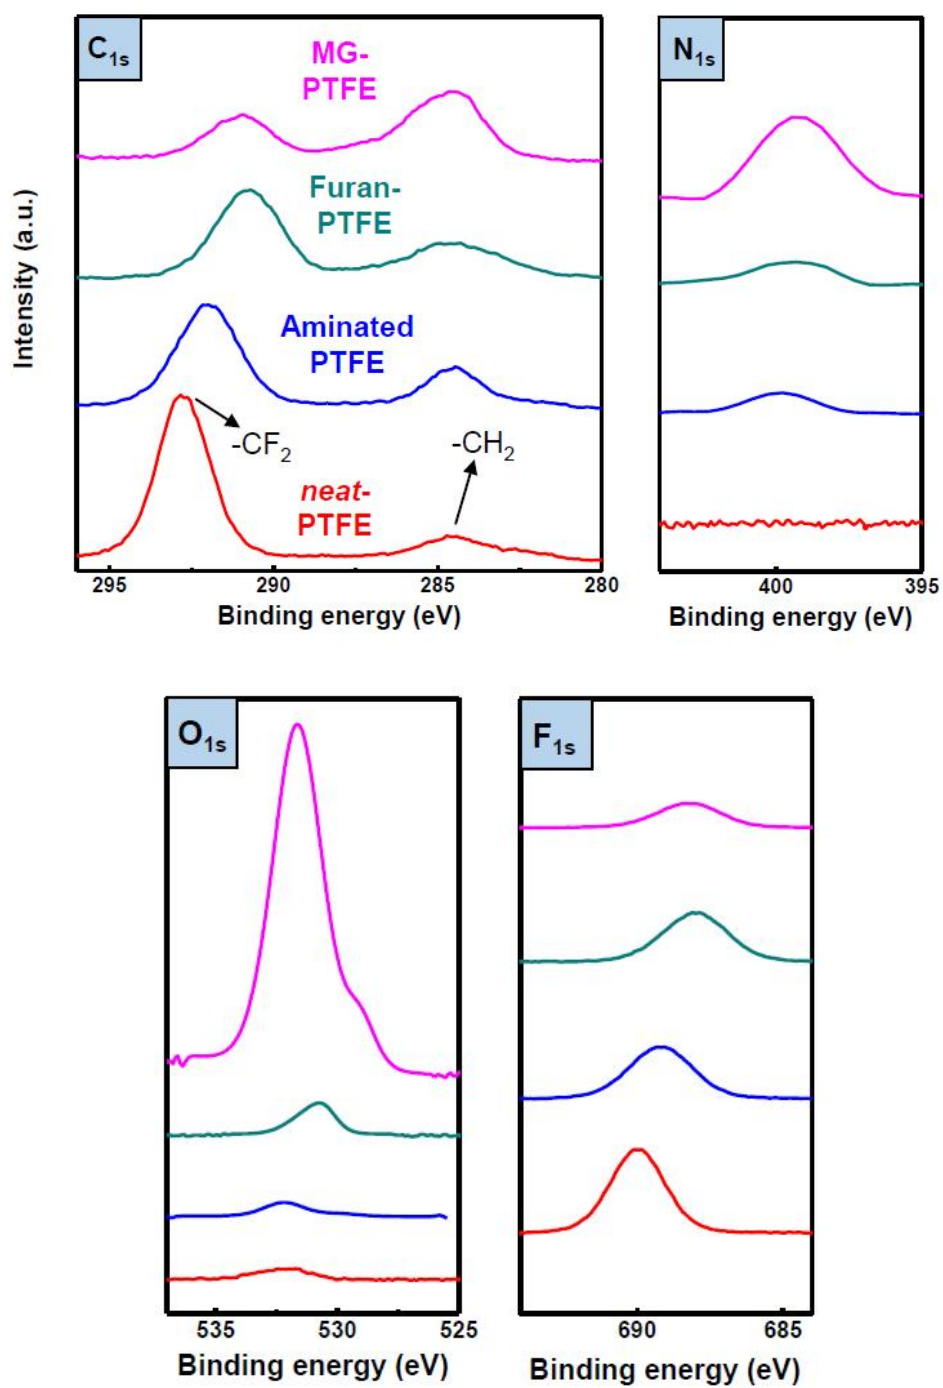 C1s
MG-
PTFE
Furan-
PTFE
Aminated
PTFE
-CF2
-CH2
neat-
PTFE
Intensity (a.u.)
295 290 285 280
Binding energy (eV)
N1s
400 395
Binding energy (eV)
O1s
535 530 525
Binding energy (eV)
F1s
690 685
Binding energy (eV)